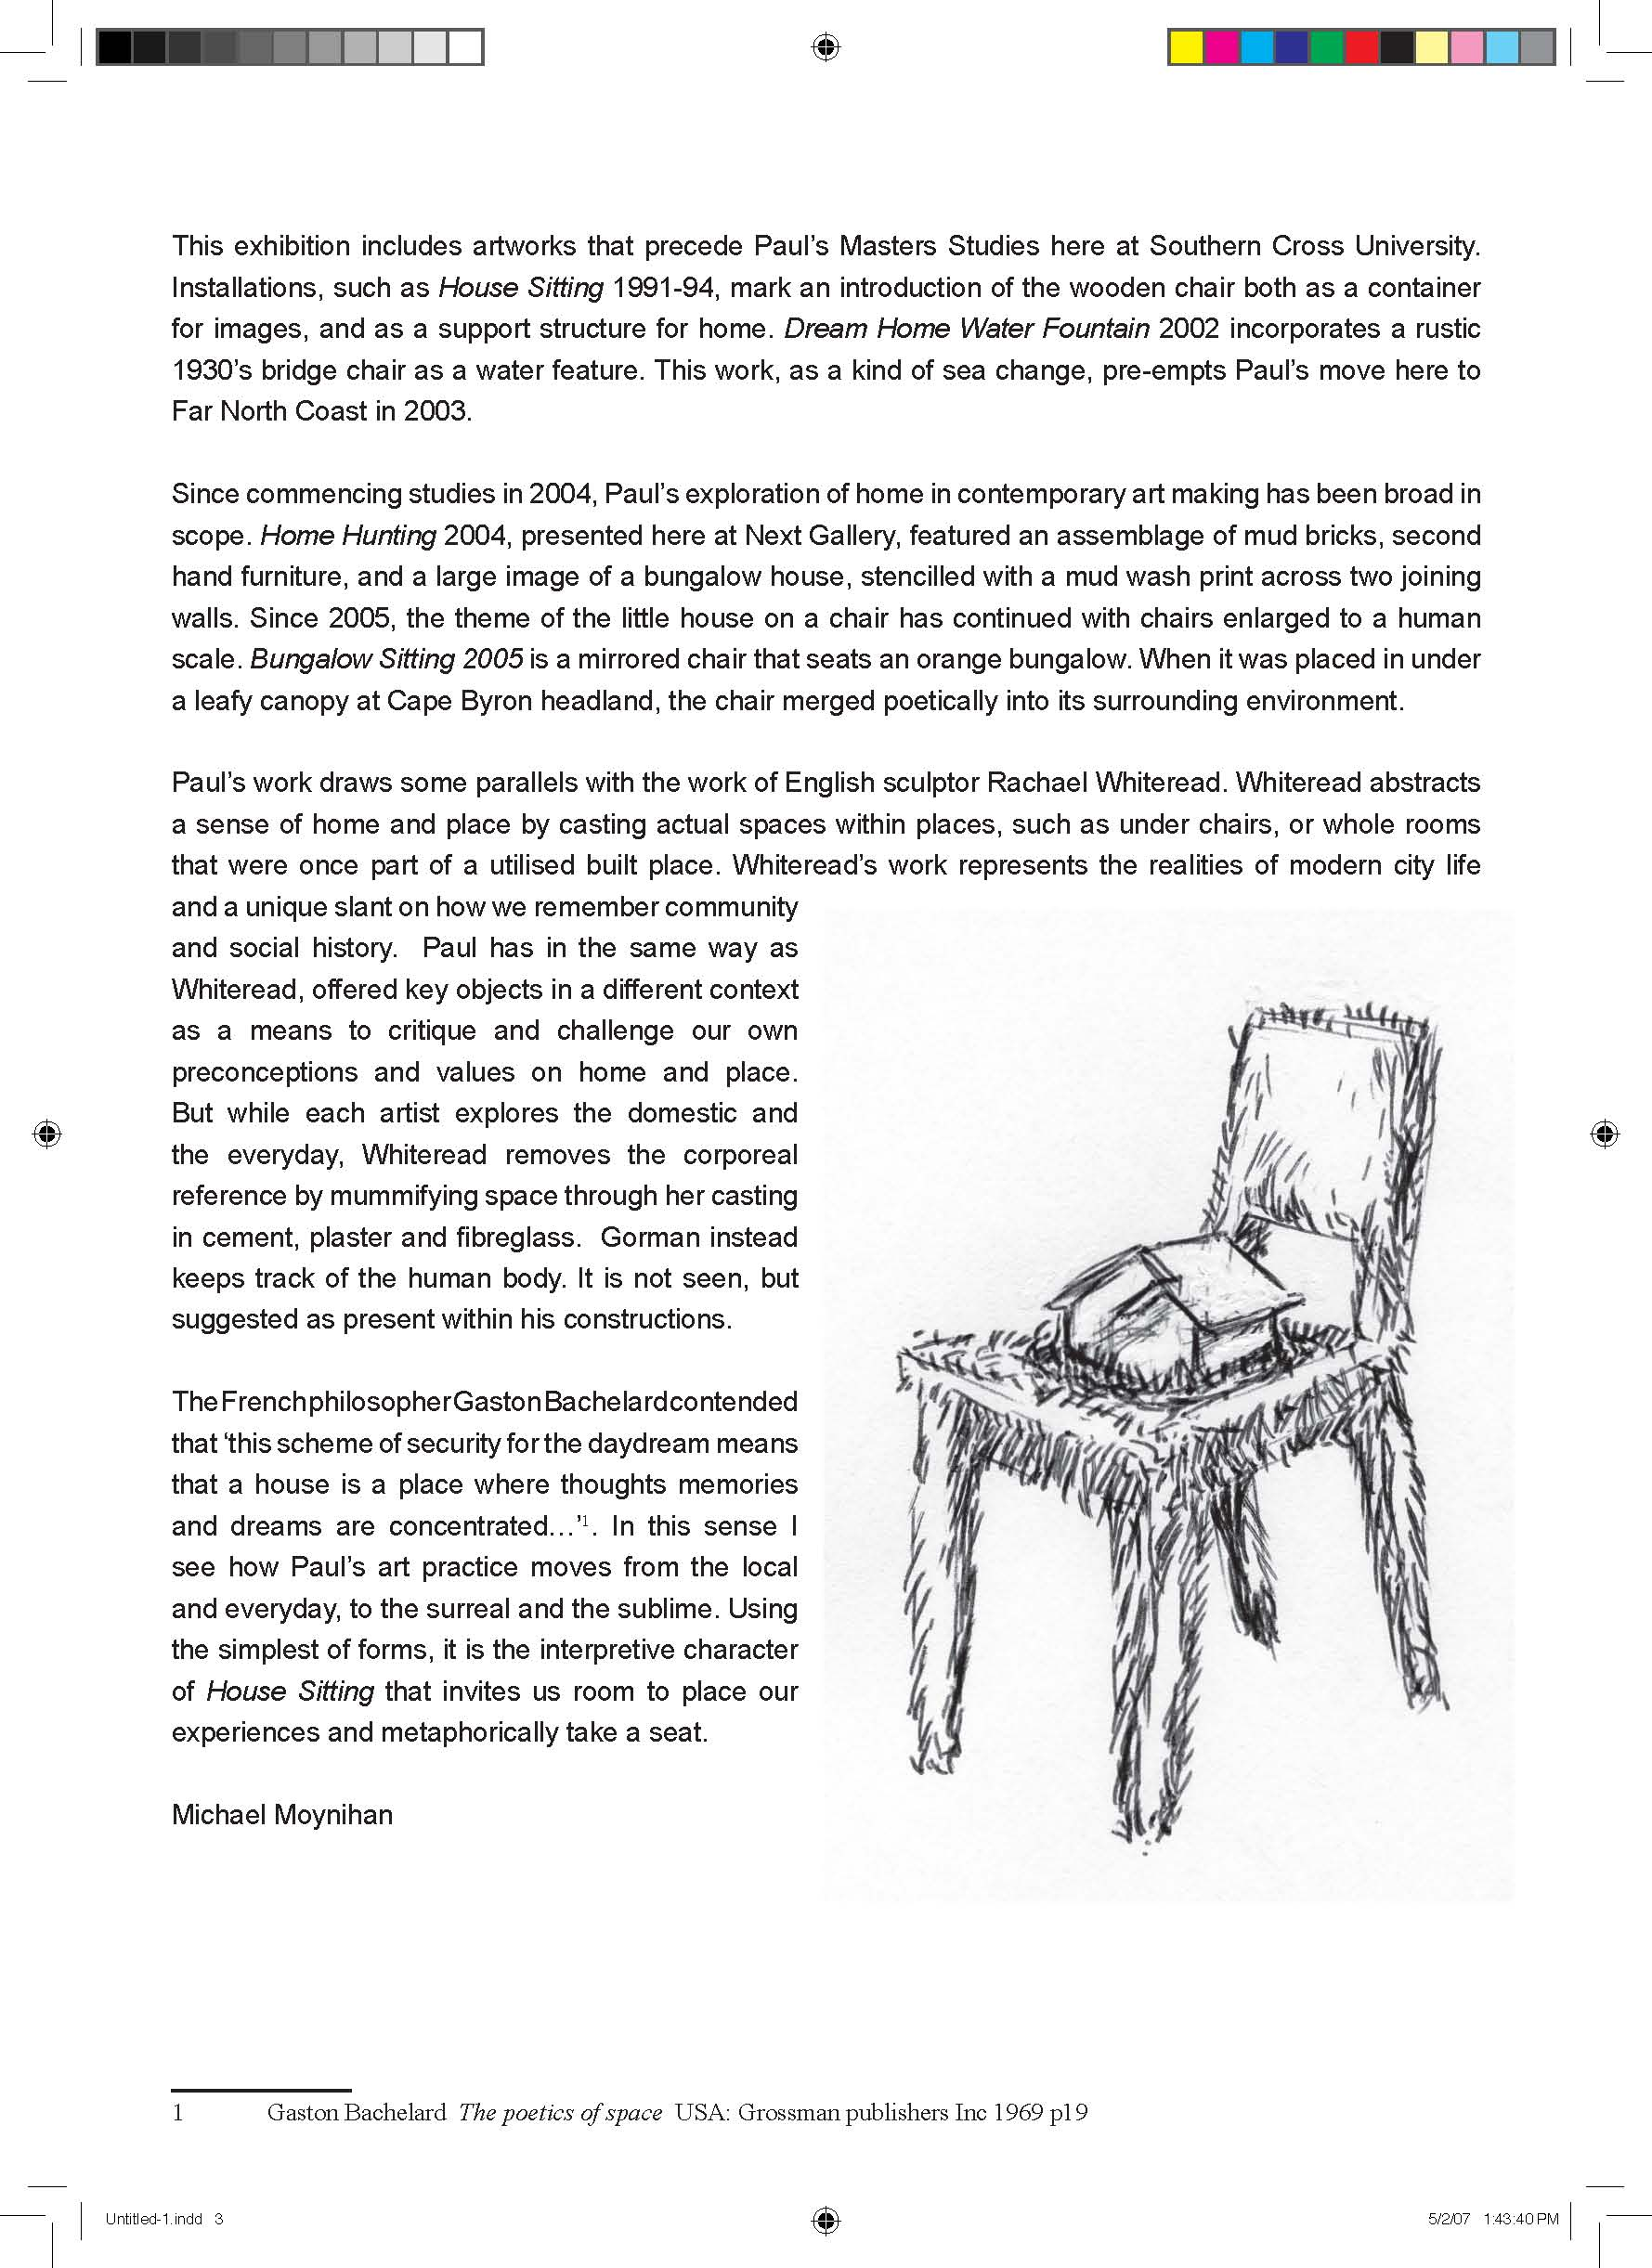 This exhibition includes artworks that precede Paul’s Masters Studies here at Southern Cross University.
Installations, such as House Sitting 1991-94, mark an introduction of the wooden chair both as a container
for images, and as a support structure for home. Dream Home Water Fountain 2002 incorporates a rustic
1930’s bridge chair as a water feature. This work, as a kind of sea change, pre-empts Paul’s move here to
Far North Coast in 2003.
Since commencing studies in 2004, Paul’s exploration of home in contemporary art making has been broad in
scope. Home Hunting 2004, presented here at Next Gallery, featured an assemblage of mud bricks, second
hand furniture, and a large image of a bungalow house, stencilled with a mud wash print across two joining
walls. Since 2005, the theme of the little house on a chair has continued with chairs enlarged to a human
scale. Bungalow Sitting 2005 is a mirrored chair that seats an orange bungalow. When it was placed in under
a leafy canopy at Cape Byron headland, the chair merged poetically into its surrounding environment.
Paul’s work draws some parallels with the work of English sculptor Rachael Whiteread. Whiteread abstracts
a sense of home and place by casting actual spaces within places, such as under chairs, or whole rooms
that were once part of a utilised built place. Whiteread’s work represents the realities of modern city life
and a unique slant on how we remember community
and social history.  Paul has in the same way as
Whiteread, offered key objects in a different context
as a means to critique and challenge our own
preconceptions and values on home and place.
But while each artist explores the domestic and
the everyday, Whiteread removes the corporeal
reference by mummifying space through her casting
in cement, plaster and fibreglass.  Gorman instead
keeps track of the human body. It is not seen, but
suggested as present within his constructions.
The French philosopher Gaston Bachelard contended
that ‘this scheme of security for the daydream means
that a house is a place where thoughts memories
and dreams are concentrated…’1. In this sense I
see how Paul’s art practice moves from the local
and everyday, to the surreal and the sublime. Using
the simplest of forms, it is the interpretive character
of House Sitting that invites us room to place our
experiences and metaphorically take a seat.
Michael Moynihan
1 Gaston Bachelard The poetics of space USA: Grossman publishers Inc 1969 p19
Untitled-1.indd 3 5/2/07 1:43:40 PM